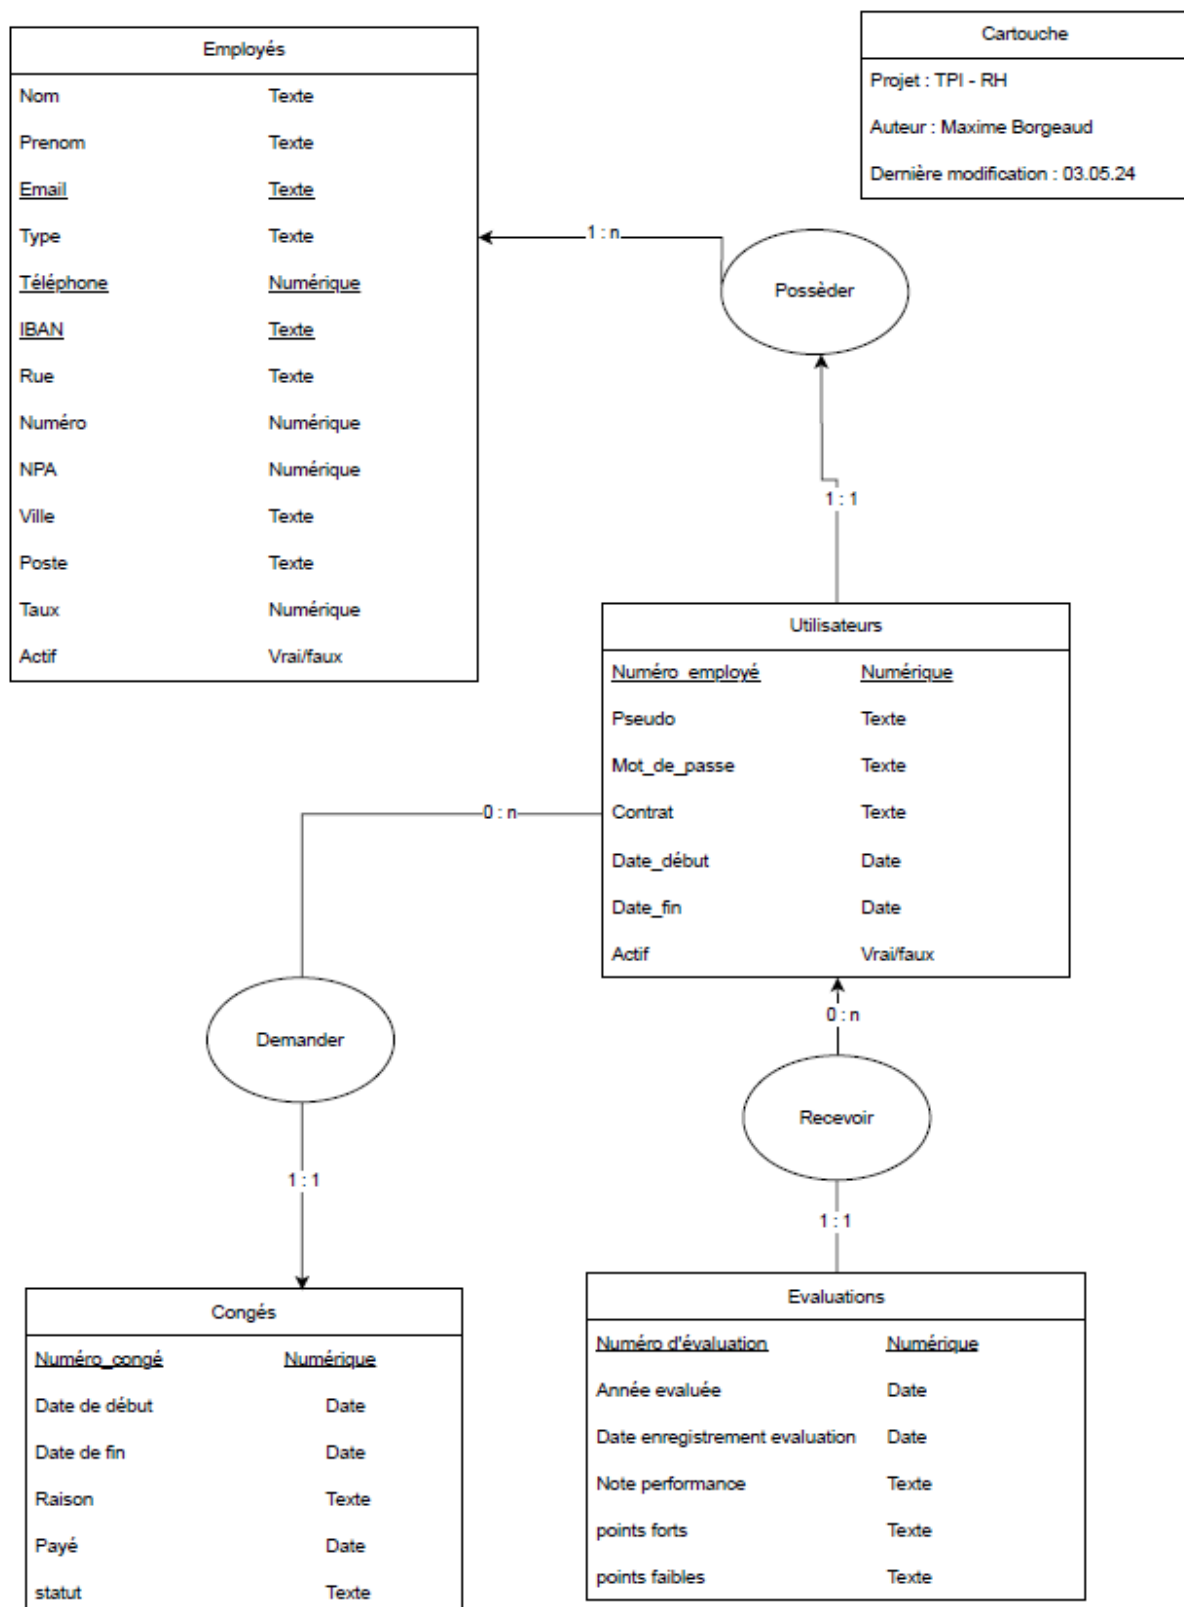 Employés
Nom Texte
Prenom Texte
Email Texte
Type Texte
Téléphone Numérique
IBAN Texte
Rue Texte
Numéro Numérique
NPA Numérique
Ville Texte
Poste Texte
Taux Numérique
Actif Vrai/faux
Cartouche
Projet : TPI - RH
Auteur : Maxime Borgeaud
Dernière modification : 03.05.24
1 : n
Possèder
1 : 1
Utilisateurs
Numéro_employé Numérique
Pseudo Texte
Mot_de_passe Texte
Contrat Texte
Date_début Date
Date_fin Date
Actif Vrai/faux
0 : n
Demander
1 : 1
0 : n
Recevoir
1 : 1
Congés
Numéro_congé Numérique
Date de début Date
Date de fin Date
Raison Texte
Payé Date
statut Texte
Evaluations
Numéro d'évaluation Numérique
Année evaluée Date
Date enregistrement evaluation Date
Note performance Texte
points forts Texte
points faibles Texte